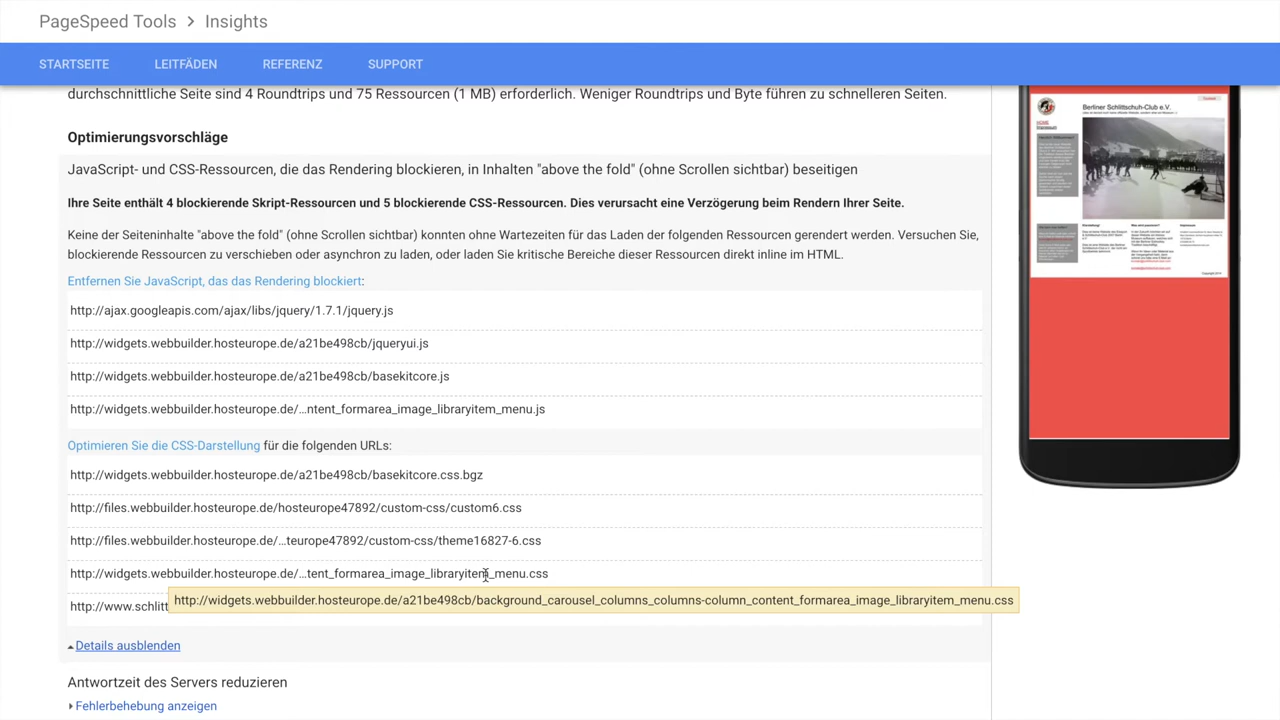 PageSpeed Tools > Insights
STARTSEITE LEITFÄDEN REFERENZ SUPPORT
durchschnittliche Seite sind 4 Roundtrips und 75 Ressourcen (1 MB) erforderlich. Weniger Roundtrips und Byte führen zu schnelleren Seiten.
Optimierungsvorschläge
JavaScript- und CSS-Ressourcen, die das Rendering blockieren, in Inhalten "above the fold" (ohne Scrollen sichtbar) beseitigen
Ihre Seite enthält 4 blockierende Skript-Ressourcen und 5 blockierende CSS-Ressourcen. Dies verursacht eine Verzögerung beim Rendern Ihrer Seite.
Keine der Seiteninhalte "above the fold" (ohne Scrollen sichtbar) konnten ohne Wartezeiten für das Laden der folgenden Ressourcen gerendert werden. Versuchen Sie,
blockierende Ressourcen zu verschieben oder asynchron zu laden, oder laden Sie kritische Bereiche dieser Ressourcen direkt inline im HTML.
Entfernen Sie JavaScript, das das Rendering blockiert:
http://ajax.googleapis.com/ajax/libs/jquery/1.7.1/jquery.js
http://widgets.webbuilder.hosteurope.de/a21be498cb/jqueryui.js
http://widgets.webbuilder.hosteurope.de/a21be498cb/basekitcore.js
http://widgets.webbuilder.hosteurope.de/…ntent_formarea_image_libraryitem_menu.js
Optimieren Sie die CSS-Darstellung für die folgenden URLs:
http://widgets.webbuilder.hosteurope.de/a21be498cb/basekitcore.css.bgz
http://files.webbuilder.hosteurope.de/hosteurope47892/custom-css/custom6.css
http://files.webbuilder.hosteurope.de/…teurope47892/custom-css/theme16827-6.css
http://widgets.webbuilder.hosteurope.de/…tent_formarea_image_libraryitem_menu.css
http://widgets.webbuilder.hosteurope.de/a21be498cb/background_carousel_columns_columns-column_content_formarea_image_libraryitem_menu.css
http://www.schlitt
Details ausblenden
Antwortzeit des Servers reduzieren
Fehlerbehebung anzeigen
Berliner Schlittschuh-Club e.V.
HOME
Impressum